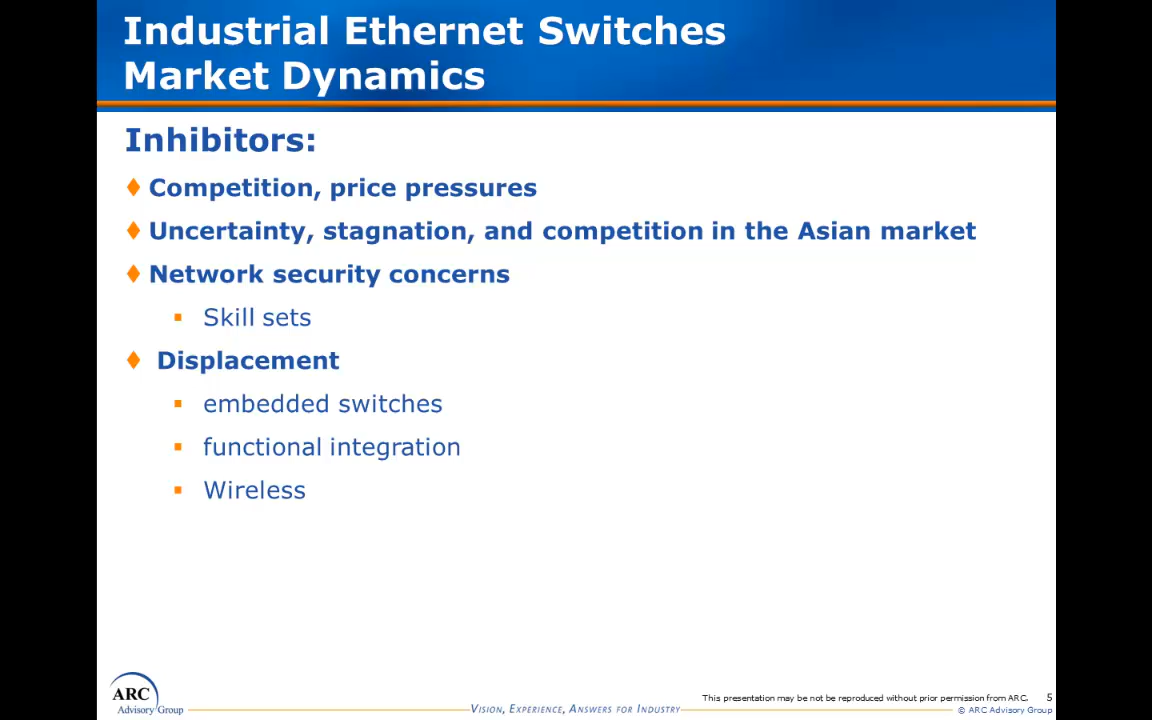 Industrial Ethernet Switches
Market Dynamics
Inhibitors:
Competition, price pressures
Uncertainty, stagnation, and competition in the Asian market
Network security concerns
Skill sets
Displacement
embedded switches
functional integration
Wireless
ARC
Advisory Group
Vision, Experience, Answers for Industry
This presentation may be not be reproduced without prior permission from ARC. 5
© ARC Advisory Group